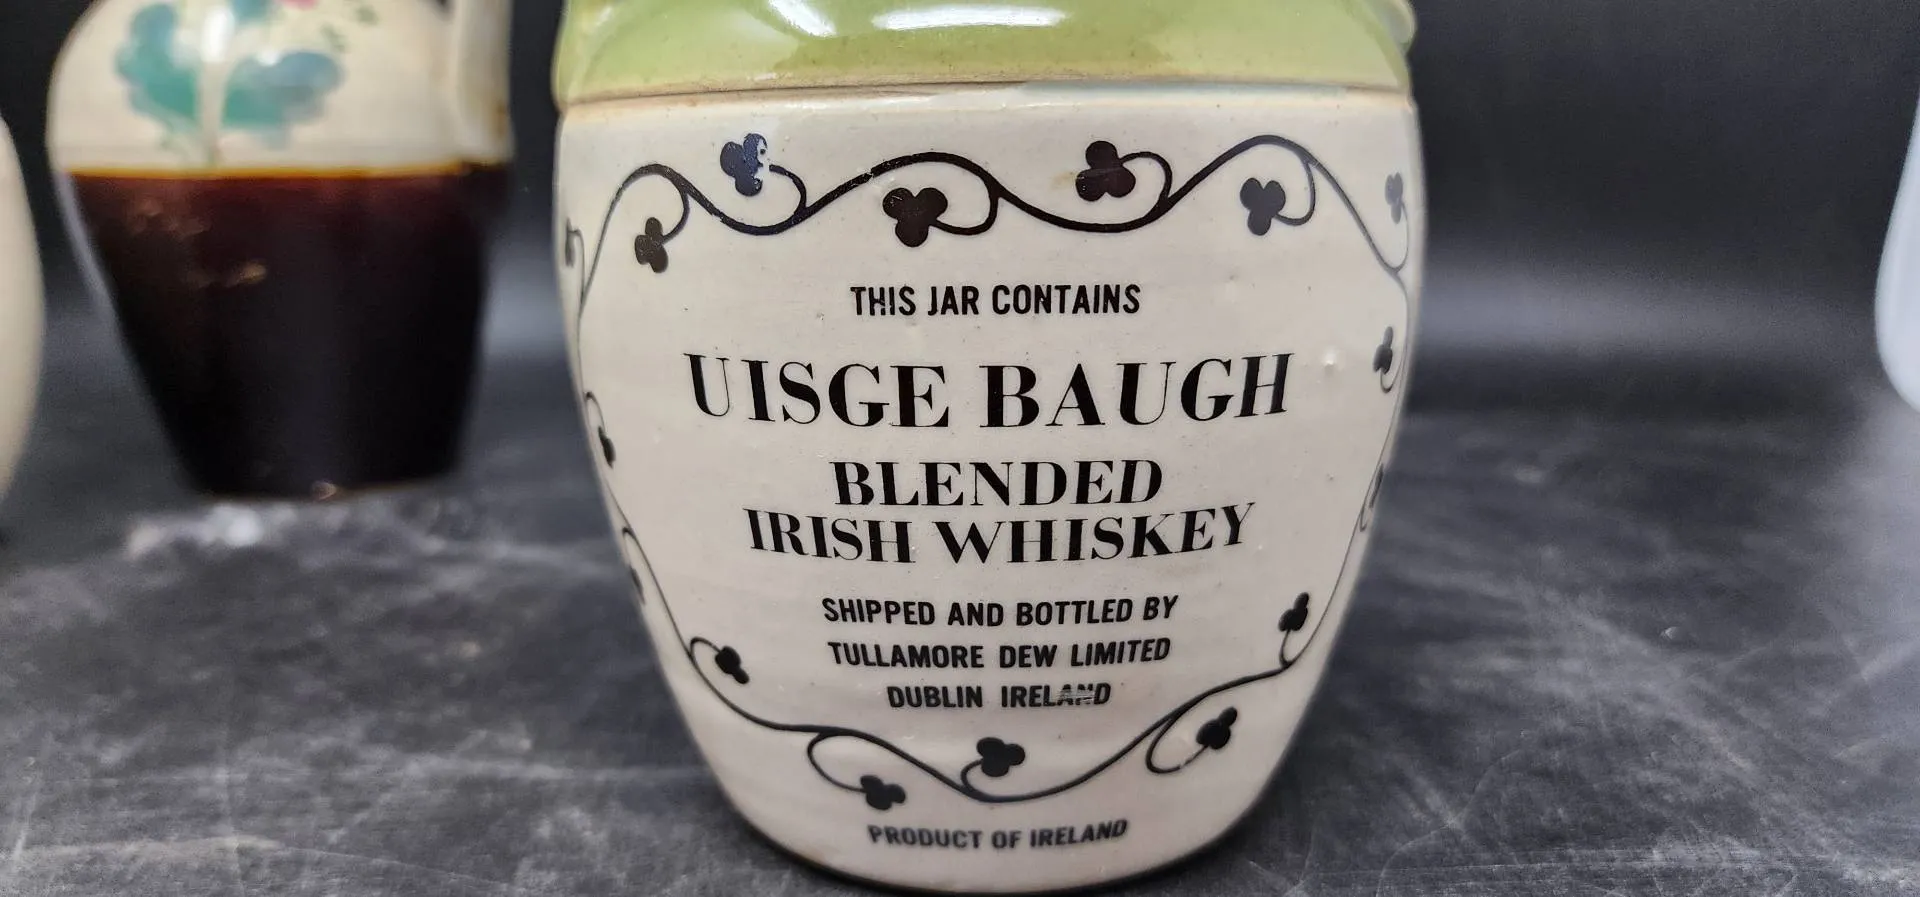 THIS JAR CONTAINS
UISGE BAUGH
BLENDED
IRISH WHISKEY
SHIPPED AND BOTTLED BY
TULLAMORE DEW LIMITED
DUBLIN IRELAND
PRODUCT OF IRELAND